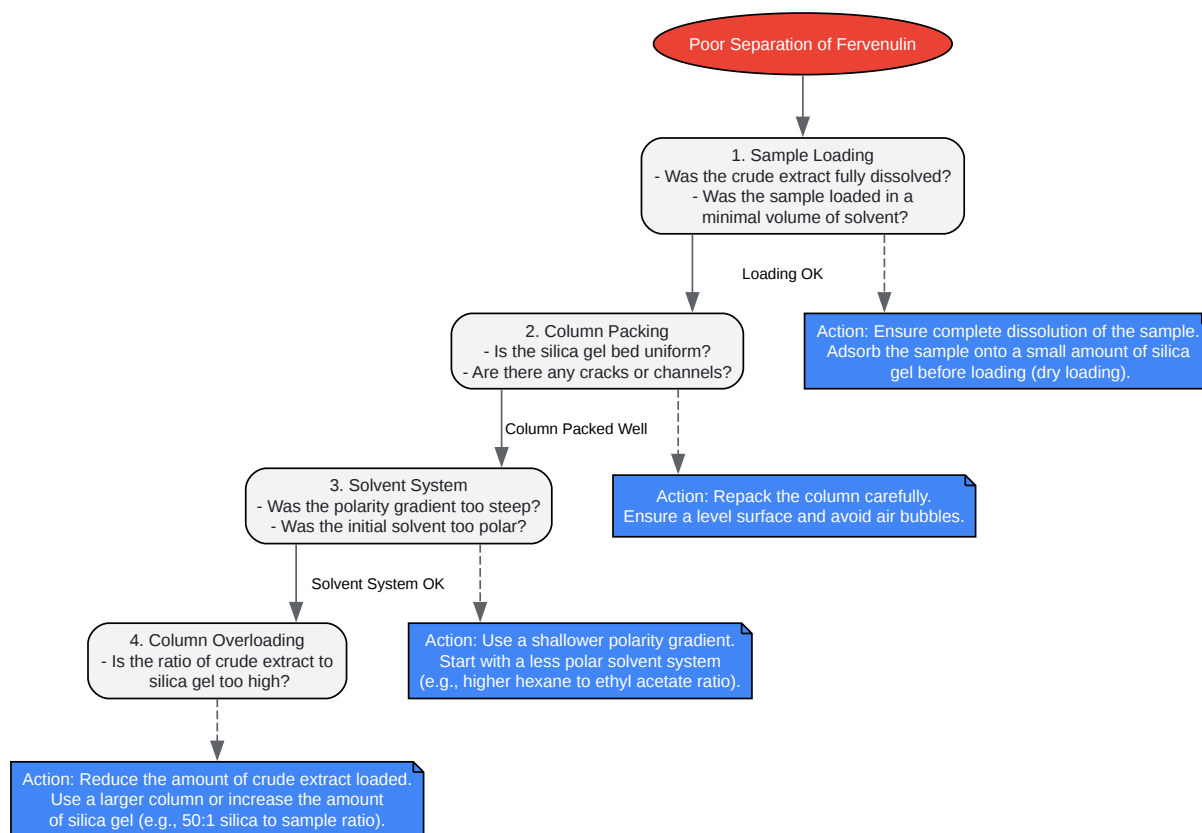 Poor Separation of Fervenulin
1. Sample Loading
- Was the crude extract fully dissolved?
- Was the sample loaded in a
minimal volume of solvent?
Loading OK
2. Column Packing
- Is the silica gel bed uniform?
- Are there any cracks or channels?
Action: Ensure complete dissolution of the sample.
Adsorb the sample onto a small amount of silica
gel before loading (dry loading).
Column Packed Well
3. Solvent System
- Was the polarity gradient too steep?
- Was the initial solvent too polar?
Action: Repack the column carefully.
Ensure a level surface and avoid air bubbles.
Solvent System OK
4. Column Overloading
- Is the ratio of crude extract to
silica gel too high?
Action: Use a shallower polarity gradient.
Start with a less polar solvent system
(e.g., higher hexane to ethyl acetate ratio).
Action: Reduce the amount of crude extract loaded.
Use a larger column or increase the amount
of silica gel (e.g., 50:1 silica to sample ratio).